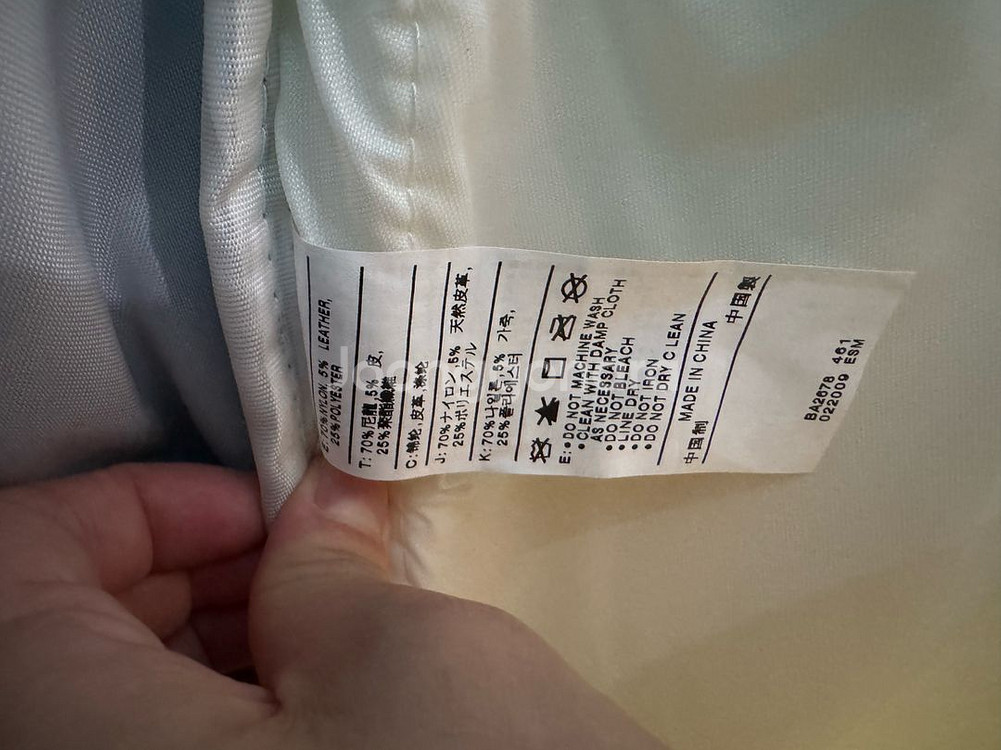 E: 70% NYLON, 5% LEATHER,
25% POLYESTER
T: 70%尼龍,5% 皮,
25%聚酯纖維
C:锦纶,皮革,涤纶
J: 70%ナイロン,5% 天然皮革,
25%ポリエステル
K: 70%나일론,5% 가죽,
25%폴리에스터
E: •DO NOT MACHINE WASH
•CLEAN WITH DAMP CLOTH
AS NECESSARY
•DO NOT BLEACH
•LINE DRY
•DO NOT IRON
•DO NOT DRY CLEAN
MADE IN CHINA
中国制
中国製
BA2678 461
022009 ESM